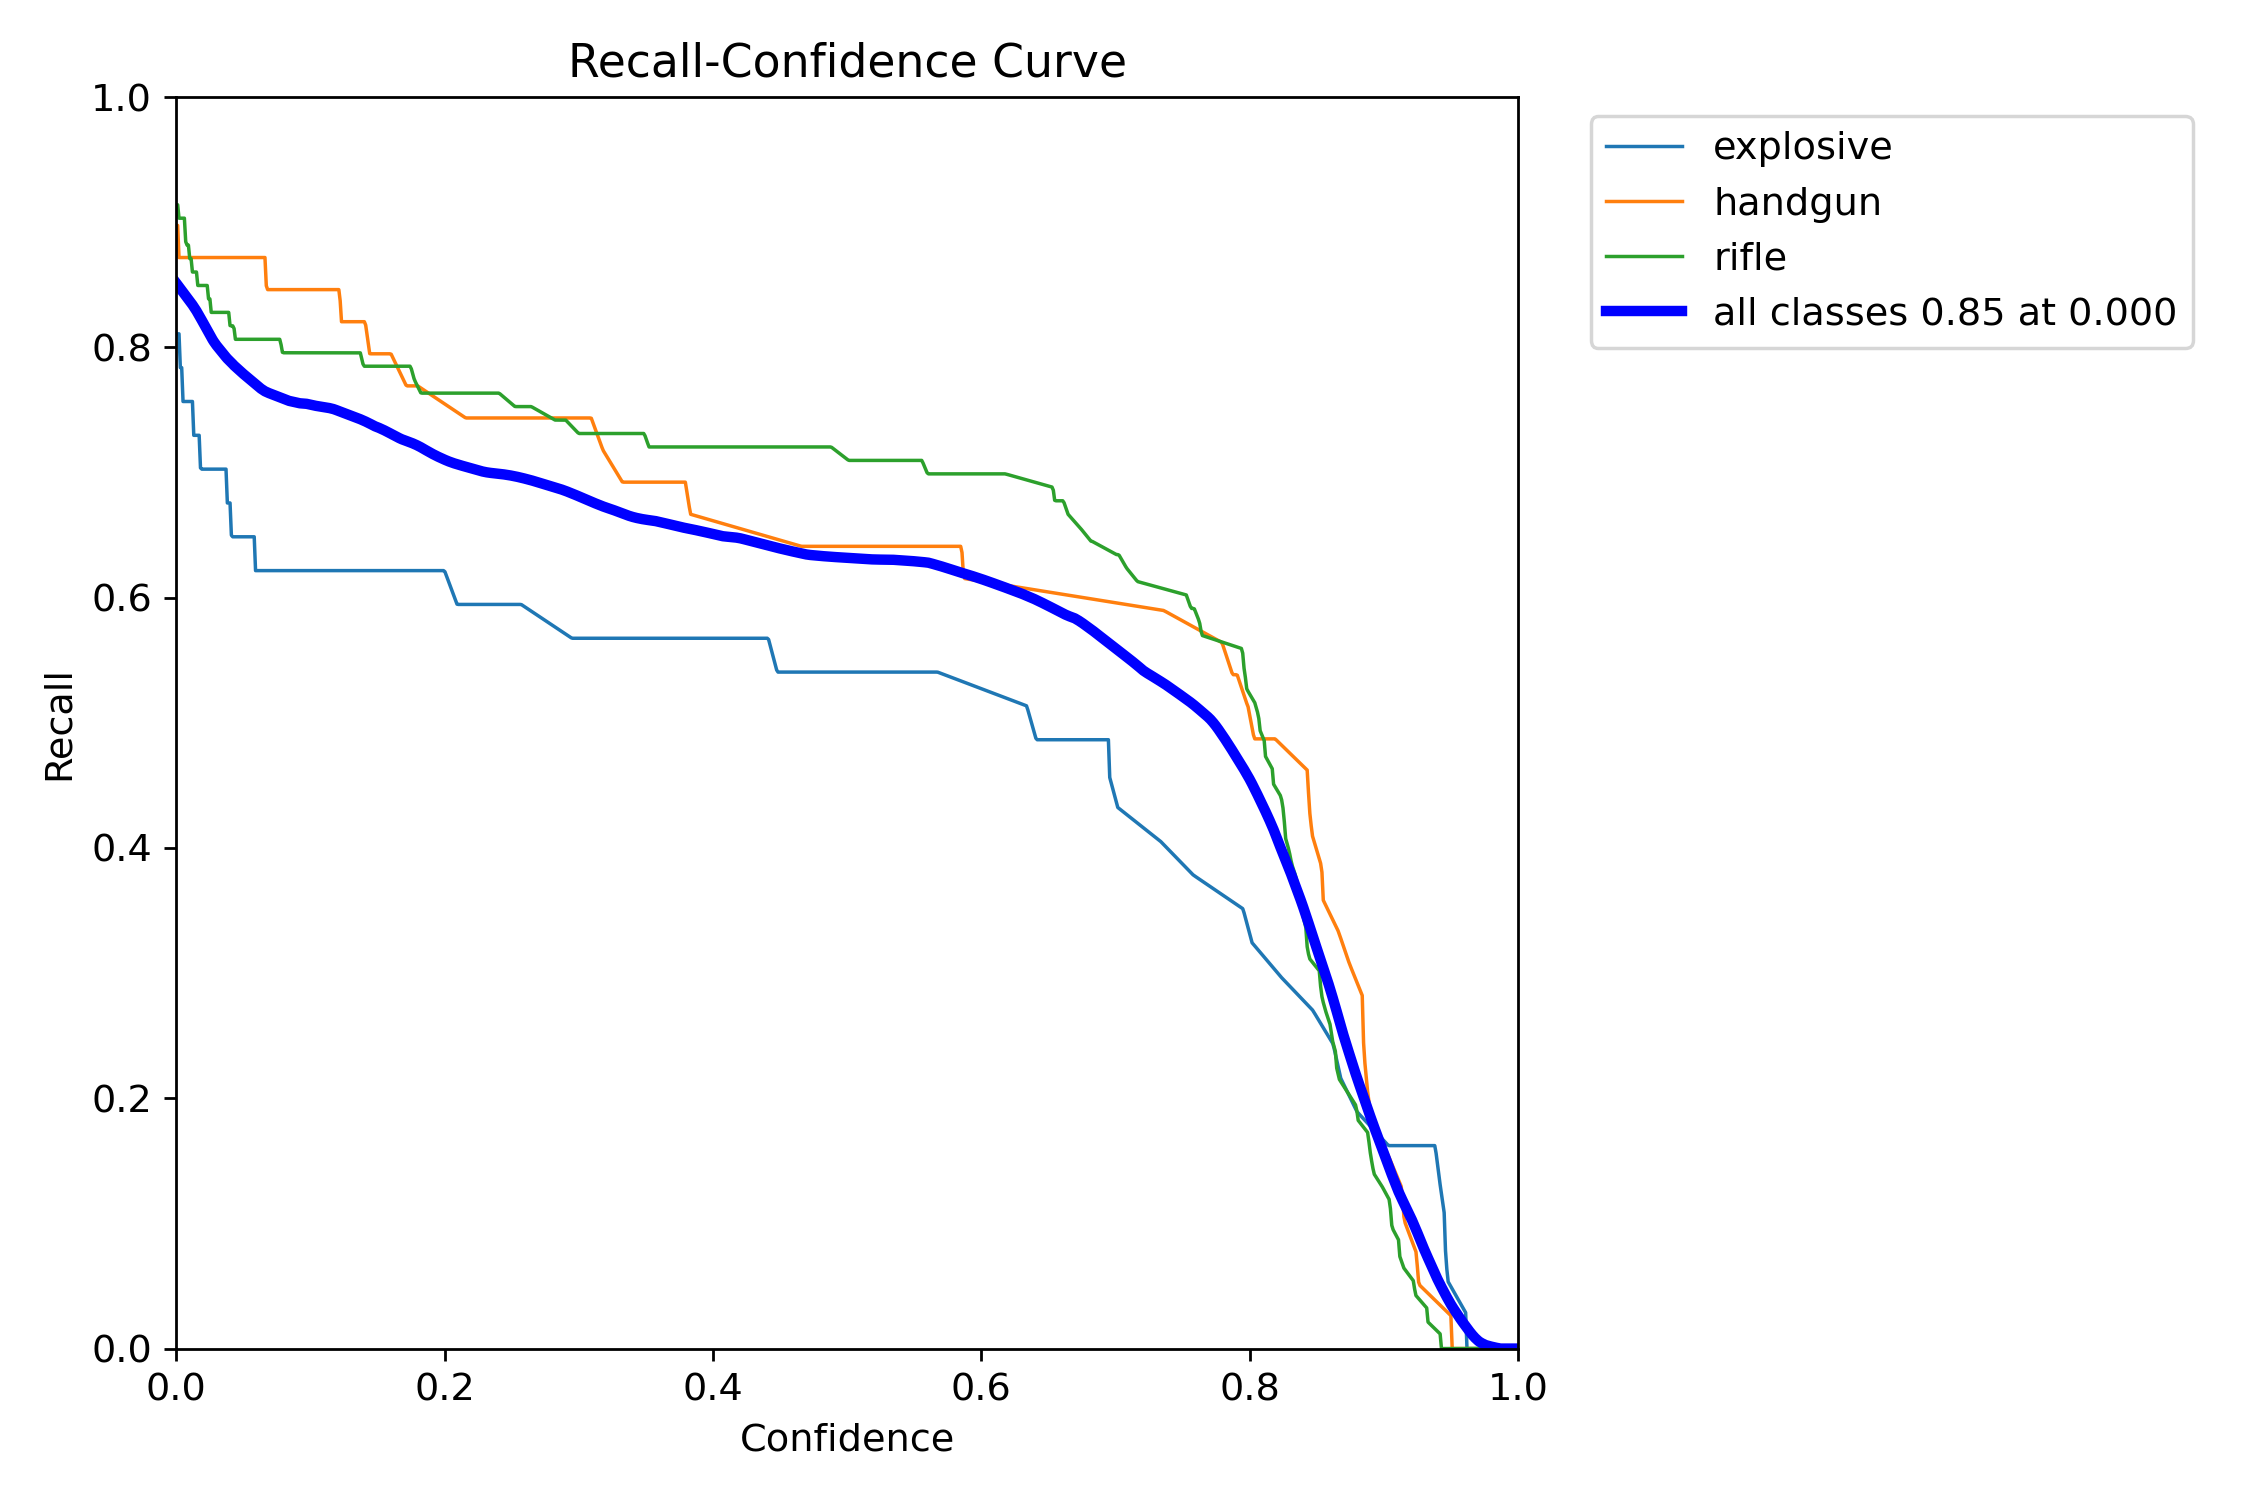 Recall-Confidence Curve
1.0
0.8
0.6
0.4
0.2
0.0
Recall
0.0 0.2 0.4 0.6 0.8 1.0
Confidence
explosive
handgun
rifle
all classes 0.85 at 0.000